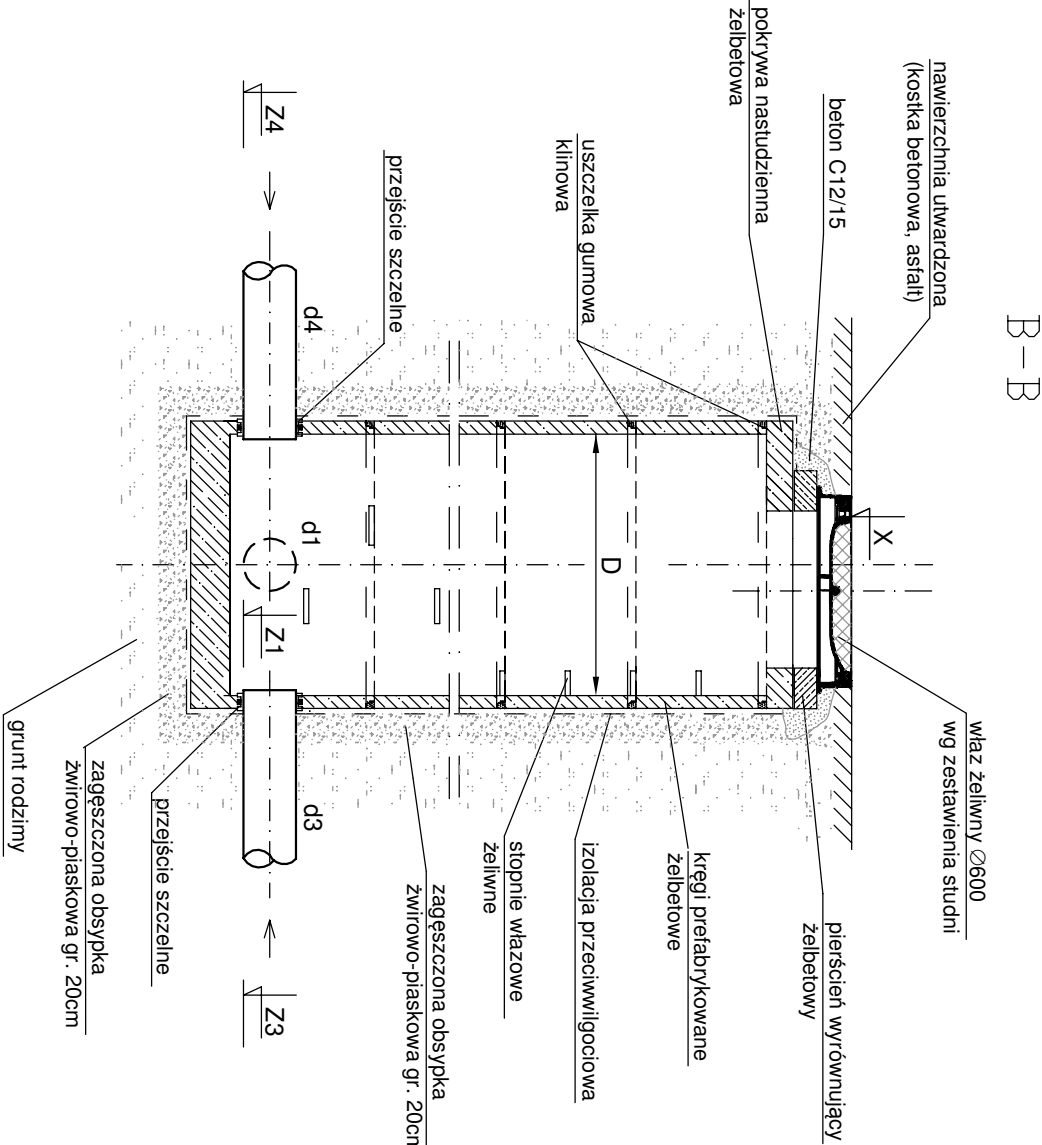 B-B
nawierzchnia utwardzona
(kostka betonowa, asfalt)
beton C12/15
pokrywa nastudzienna
żelbetowa
uszczelka gumowa
klinowa
przejście szczelne
Z4
d4
X
D
d1
Z1
d3
Z3
właz żeliwny Ø600
wg zestawienia studni
pierścień wyrównujący
żelbetowy
kręgi prefabrykowane
żelbetowe
izolacja przeciwwilgociowa
stopnie włazowe
żeliwne
zagęszczona obsypka
żwirowo-piaskowa gr. 20cm
przejście szczelne
zagęszczona obsypka
żwirowo-piaskowa gr. 20cm
grunt rodzimy